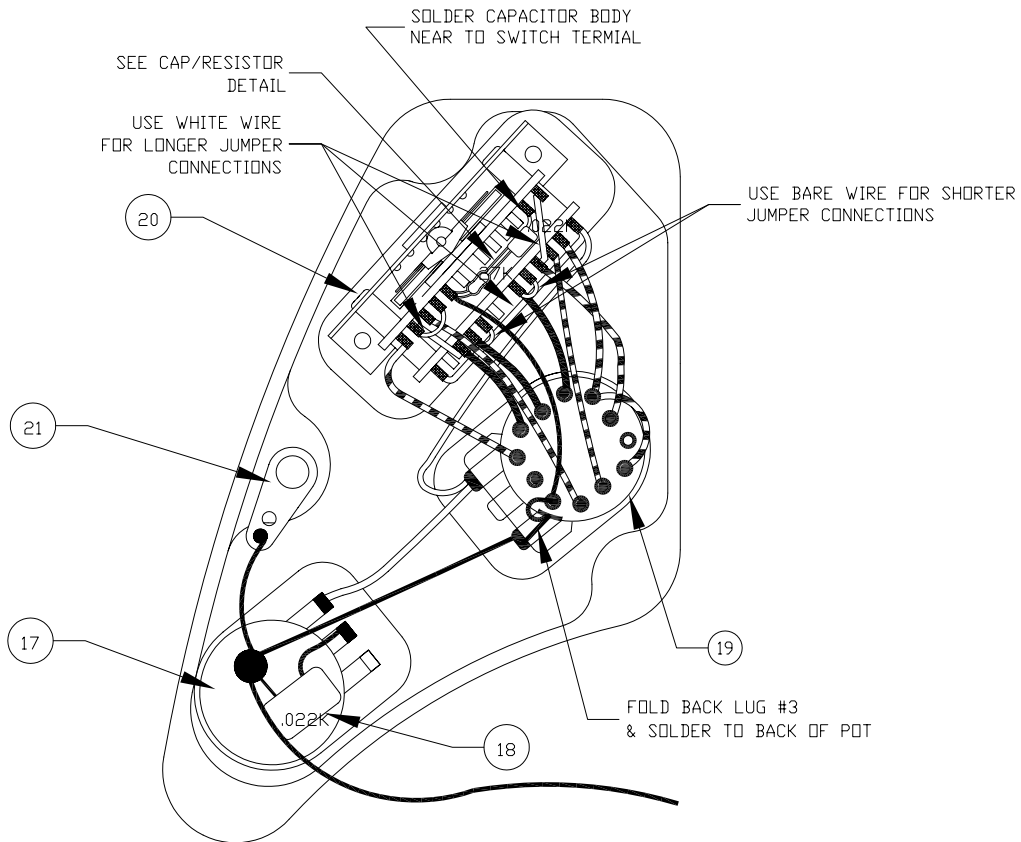 SOLDER CAPACITOR BODY
NEAR TO SWITCH TERMIAL
SEE CAP/RESISTOR
DETAIL
USE WHITE WIRE
FOR LONGER JUMPER
CONNECTIONS
USE BARE WIRE FOR SHORTER
JUMPER CONNECTIONS
20
.022K
21
17
19
FOLD BACK LUG #3
& SOLDER TO BACK OF POT
.022K
18